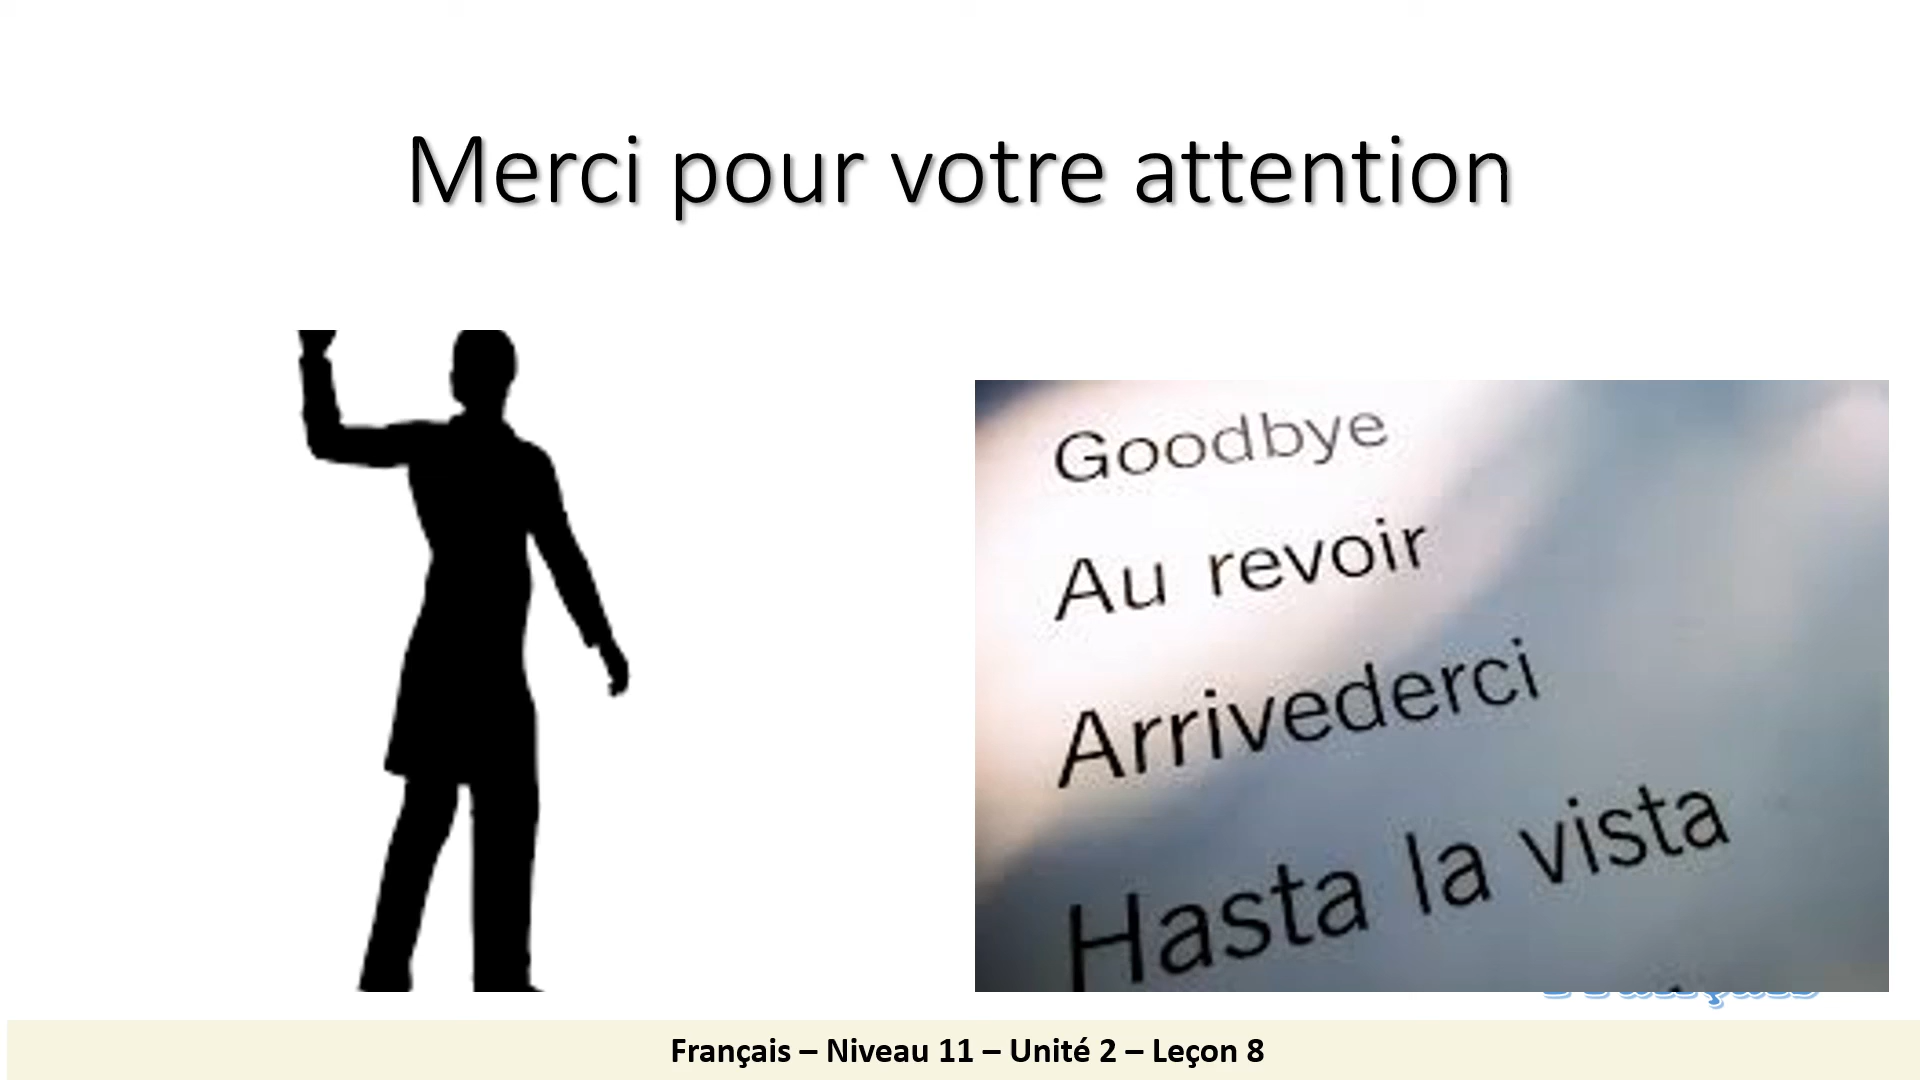 Merci pour votre attention
Goodbye
Au revoir
Arrivederci
Hasta la vista
Français – Niveau 11 – Unité 2 – Leçon 8